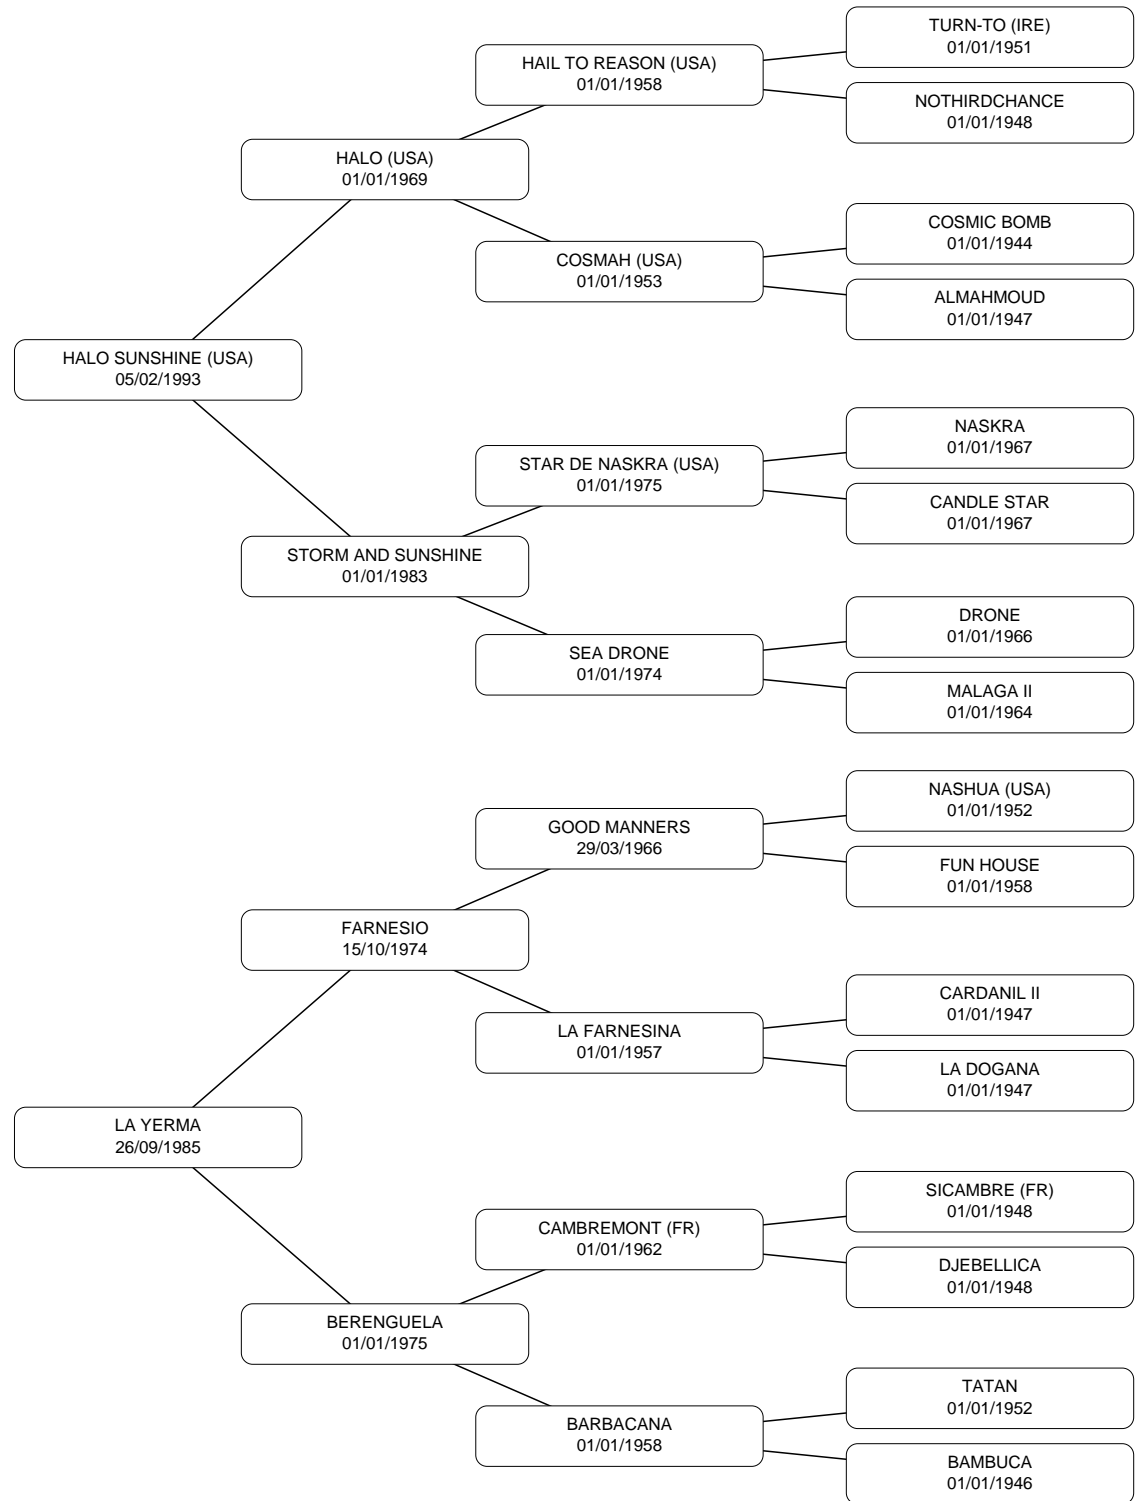 TURN-TO (IRE)
01/01/1951
HAIL TO REASON (USA)
01/01/1958
NOTHIRDCHANCE
01/01/1948
HALO (USA)
01/01/1969
COSMIC BOMB
01/01/1944
COSMAH (USA)
01/01/1953
ALMAHMOUD
01/01/1947
HALO SUNSHINE (USA)
05/02/1993
NASKRA
01/01/1967
STAR DE NASKRA (USA)
01/01/1975
CANDLE STAR
01/01/1967
STORM AND SUNSHINE
01/01/1983
DRONE
01/01/1966
SEA DRONE
01/01/1974
MALAGA II
01/01/1964
NASHUA (USA)
01/01/1952
GOOD MANNERS
29/03/1966
FUN HOUSE
01/01/1958
FARNESIO
15/10/1974
CARDANIL II
01/01/1947
LA FARNESINA
01/01/1957
LA DOGANA
01/01/1947
LA YERMA
26/09/1985
SICAMBRE (FR)
01/01/1948
CAMBREMONT (FR)
01/01/1962
DJEBELLICA
01/01/1948
BERENGUELA
01/01/1975
TATAN
01/01/1952
BARBACANA
01/01/1958
BAMBUCA
01/01/1946